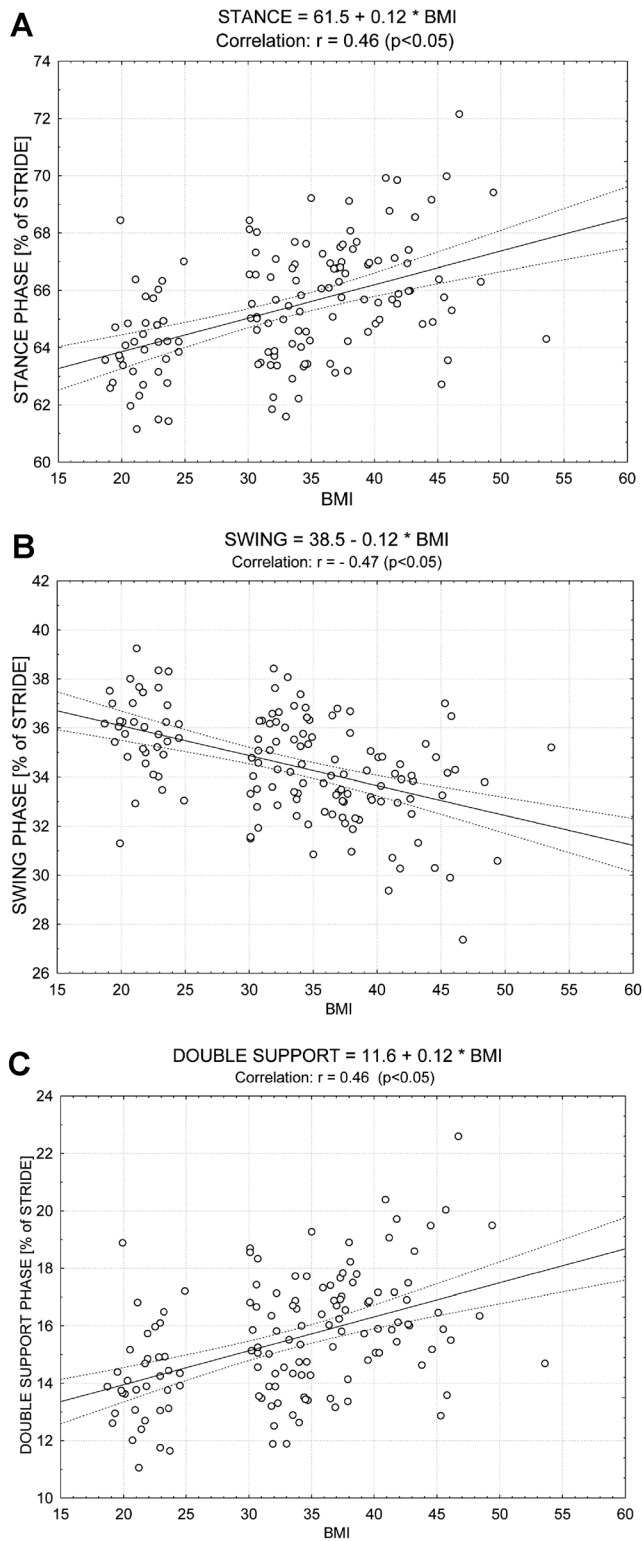 A
STANCE = 61.5 + 0.12 * BMI
Correlation: r = 0.46 (p<0.05)
74
72
70
68
66
64
62
60
STANCE PHASE [% of STRIDE]
15 20 25 30 35 40 45 50 55 60
BMI
B
SWING = 38.5 - 0.12 * BMI
Correlation: r = - 0.47 (p<0.05)
42
40
38
36
34
32
30
28
26
SWING PHASE [% of STRIDE]
15 20 25 30 35 40 45 50 55 60
BMI
C
DOUBLE SUPPORT = 11.6 + 0.12 * BMI
Correlation: r = 0.46 (p<0.05)
24
22
20
18
16
14
12
10
DOUBLE SUPPORT PHASE [% of STRIDE]
15 20 25 30 35 40 45 50 55 60
BMI